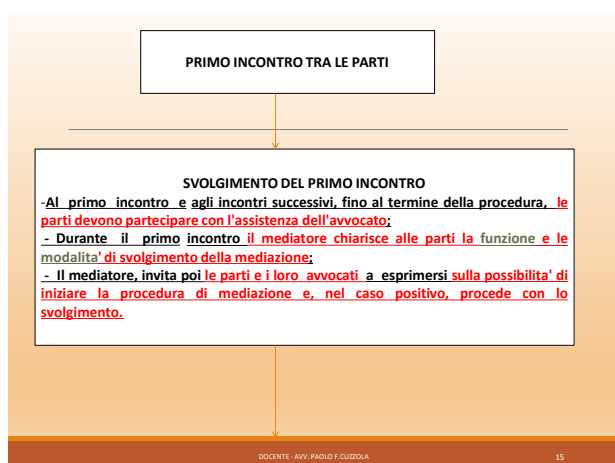 PRIMO INCONTRO TRA LE PARTI
SVOLGIMENTO DEL PRIMO INCONTRO
-Al primo incontro e agli incontri successivi, fino al termine della procedura, le
parti devono partecipare con l'assistenza dell'avvocato;
- Durante il primo incontro il mediatore chiarisce alle parti la funzione e le
modalita' di svolgimento della mediazione;
- Il mediatore, invita poi le parti e i loro avvocati a esprimersi sulla possibilita' di
iniziare la procedura di mediazione e, nel caso positivo, procede con lo
svolgimento.
DOCENTE - AVV. PAOLO F.CUZZOLA
15